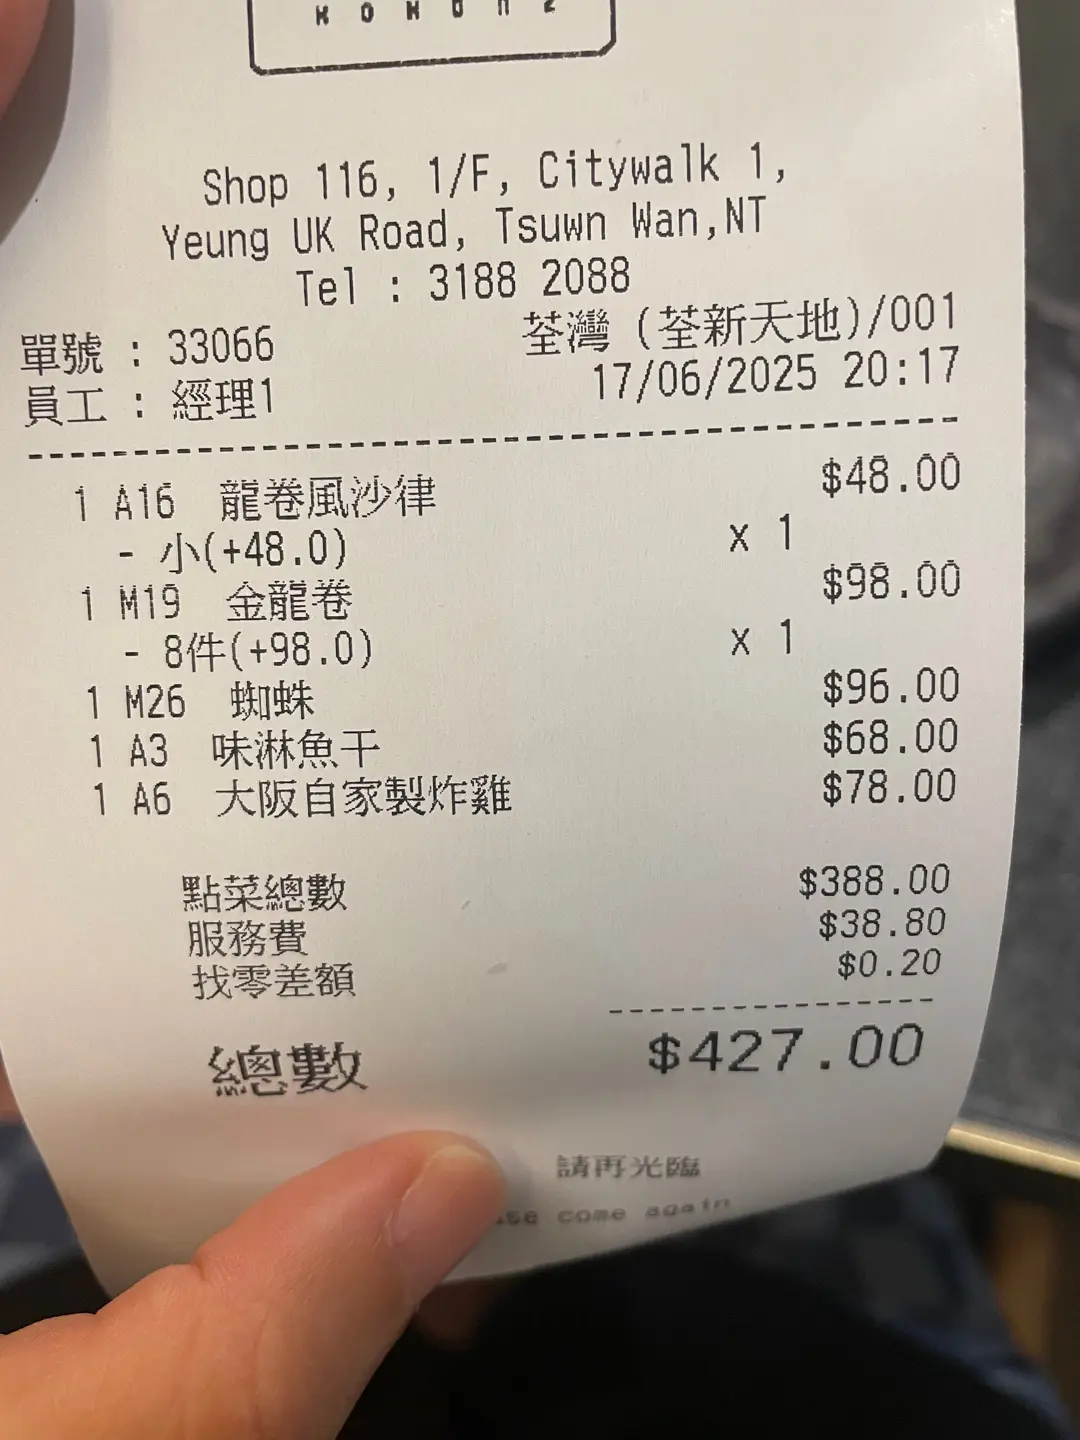 Shop 116, 1/F, Citywalk 1,
Yeung UK Road, Tsuwn Wan,NT
Tel : 3188 2088
單號 : 33066 荃灣 (荃新天地)/001
員工 : 經理1 17/06/2025 20:17
1 A16 龍卷風沙律 $48.00
- 小(+48.0) x 1
1 M19 金龍卷 $98.00
- 8件(+98.0) x 1
1 M26 蜘蛛 $96.00
1 A3 味淋魚干 $68.00
1 A6 大阪自家製炸雞 $78.00
點菜總數 $388.00
服務費 $38.80
找零差額 $0.20
總數 $427.00
請再光臨
come again